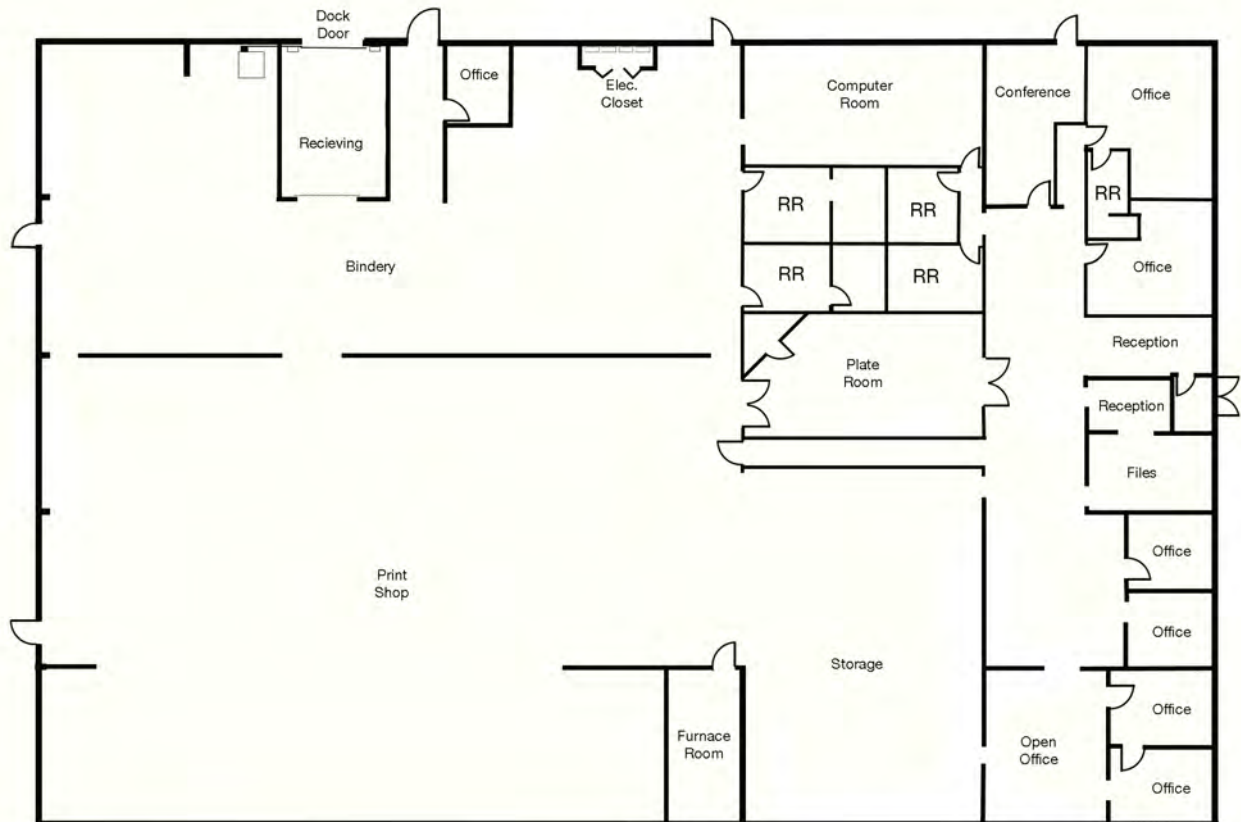 Dock
Door
Office
Elec.
Closet
Computer
Room
Conference
Office
Recieving
RR
RR
RR
Bindery
RR
RR
Office
Reception
Plate
Room
Reception
Files
Office
Print
Shop
Office
Storage
Office
Furnace
Room
Open
Office
Office